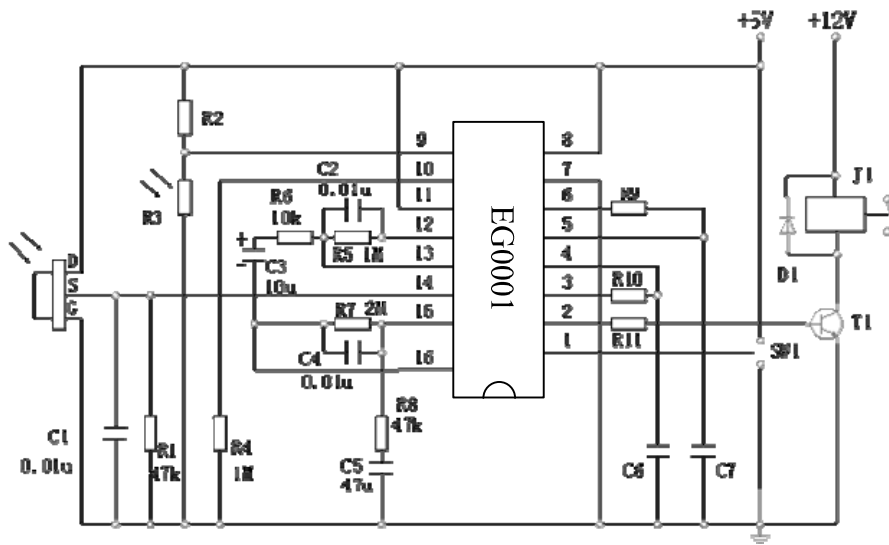 +5V
+12V
R2
9
8
C2
10
7
J1
0.01u
R6
11
6
R9
R3
10k
12
5
+
R5 1M
13
4
D1
-
C3
D
10u
14
3
R10
S
R7 2M
15
2
G
T1
R11
C4
16
1
SW1
0.01u
EG0001
R8
47k
C1
R1
R4
C5
C6
C7
0.01u
47k
1M
47u